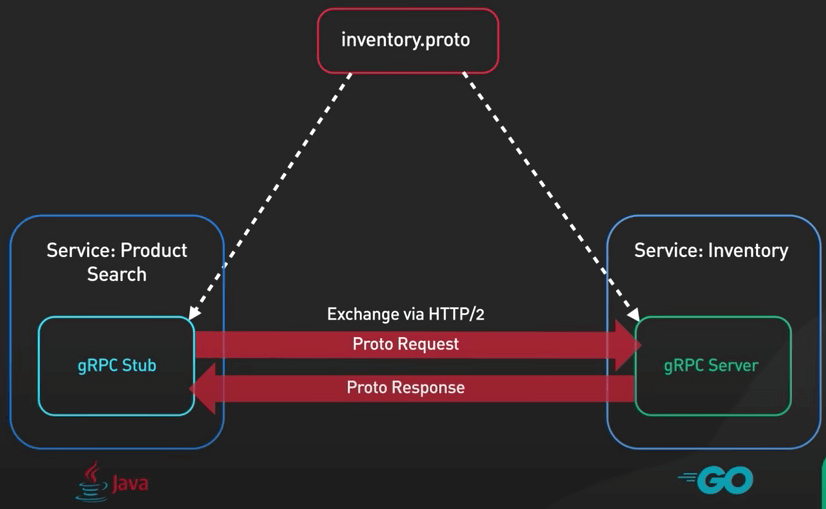 inventory.proto
Service: Product
Search
Service: Inventory
Exchange via HTTP/2
Proto Request
gRPC Stub
gRPC Server
Proto Response
Java
GO